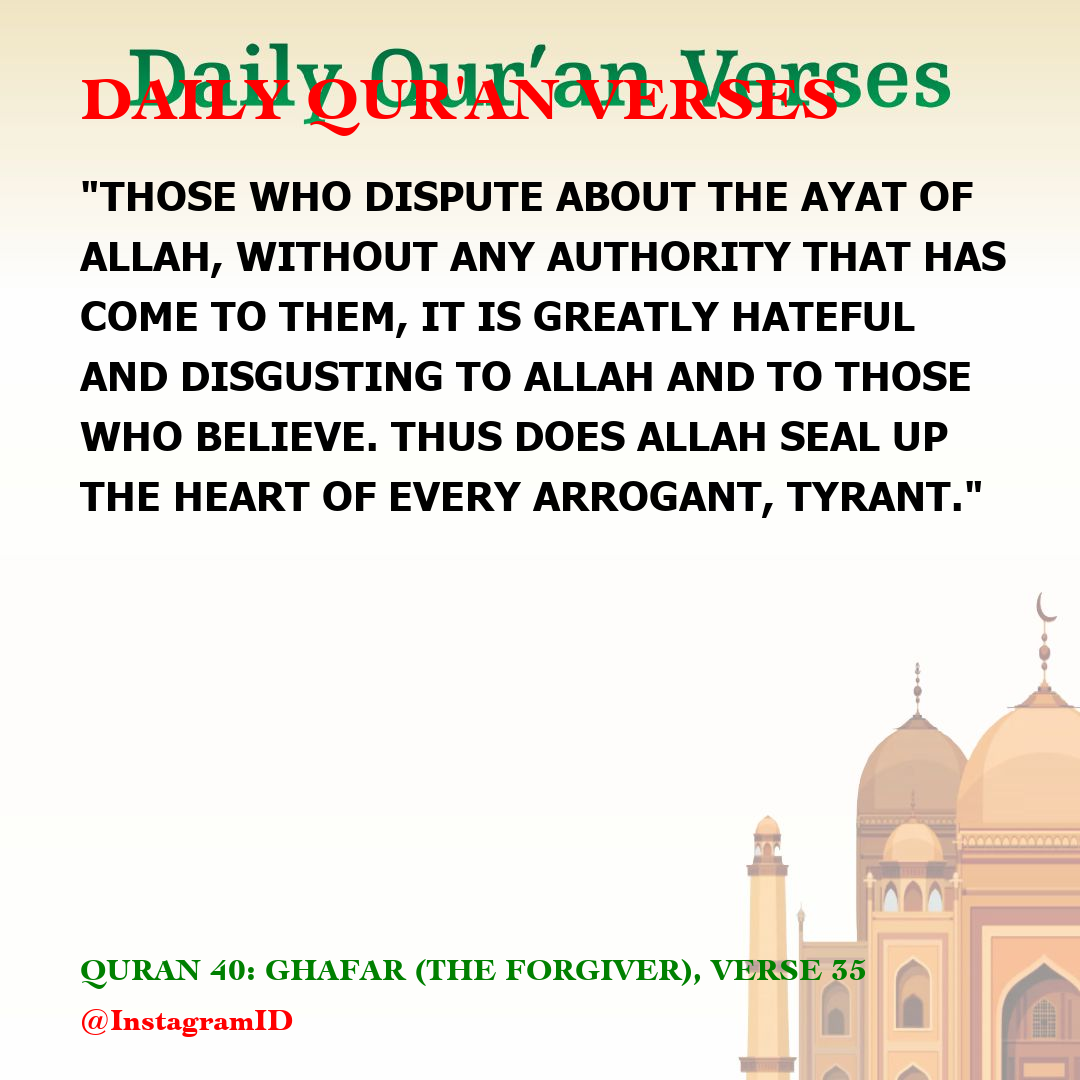 Daily Qur’an Verses
DAILY QUR'AN VERSES
"THOSE WHO DISPUTE ABOUT THE AYAT OF
ALLAH, WITHOUT ANY AUTHORITY THAT HAS
COME TO THEM, IT IS GREATLY HATEFUL
AND DISGUSTING TO ALLAH AND TO THOSE
WHO BELIEVE. THUS DOES ALLAH SEAL UP
THE HEART OF EVERY ARROGANT, TYRANT."
QURAN 40: GHAFAR (THE FORGIVER), VERSE 35
@InstagramID